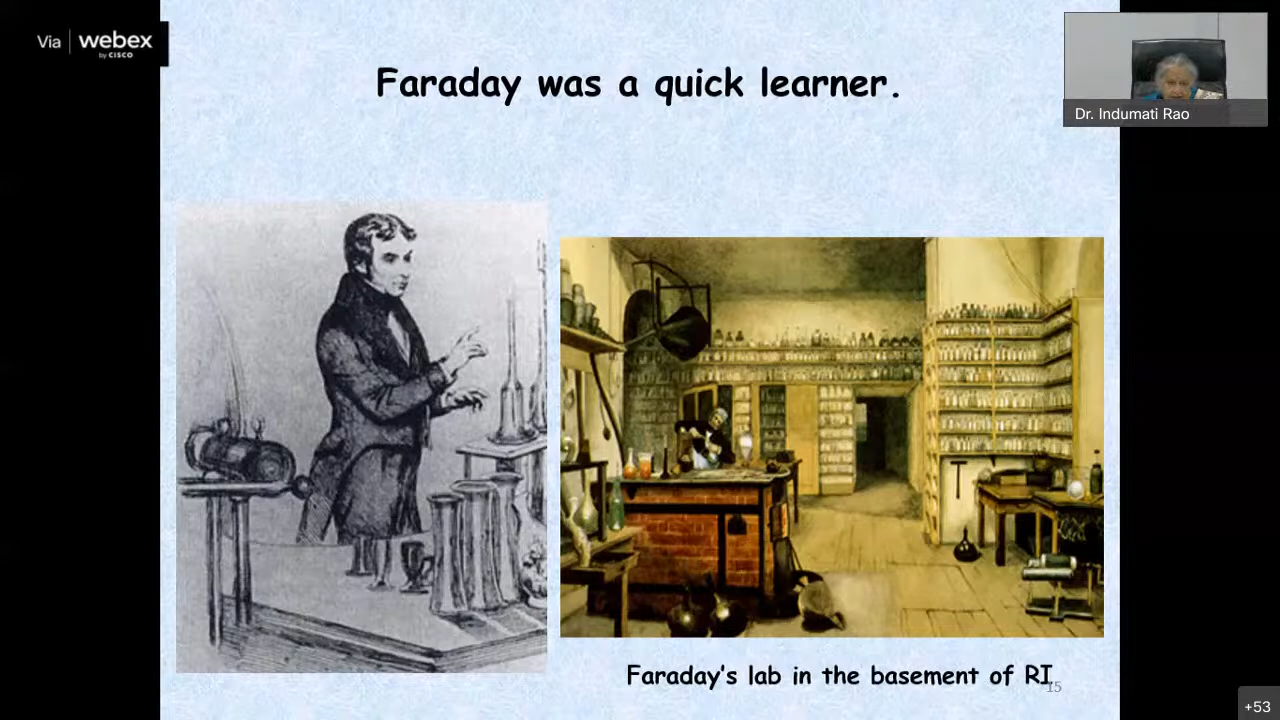 Via webex
by CISCO
Faraday was a quick learner.
Dr. Indumati Rao
Faraday's lab in the basement of RI
15
+53